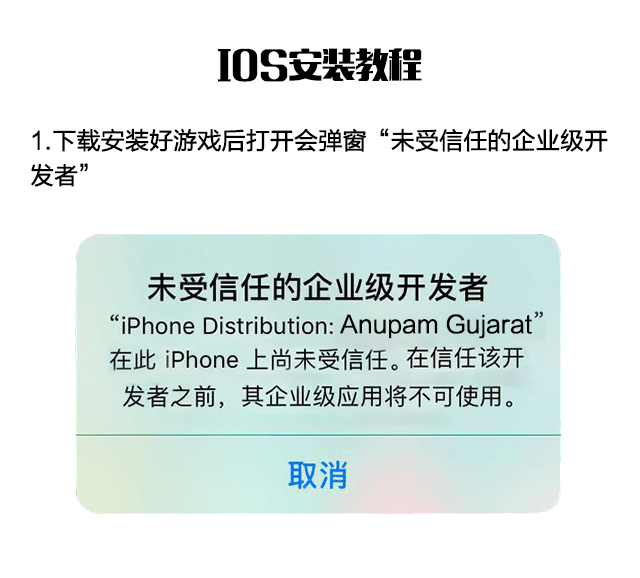 IOS安装教程
1.下载安装好游戏后打开会弹窗“未受信任的企业级开
发者”
未受信任的企业级开发者
“iPhone Distribution: Anupam Gujarat”
在此 iPhone 上尚未受信任。在信任该开
发者之前，其企业级应用将不可使用。
取消